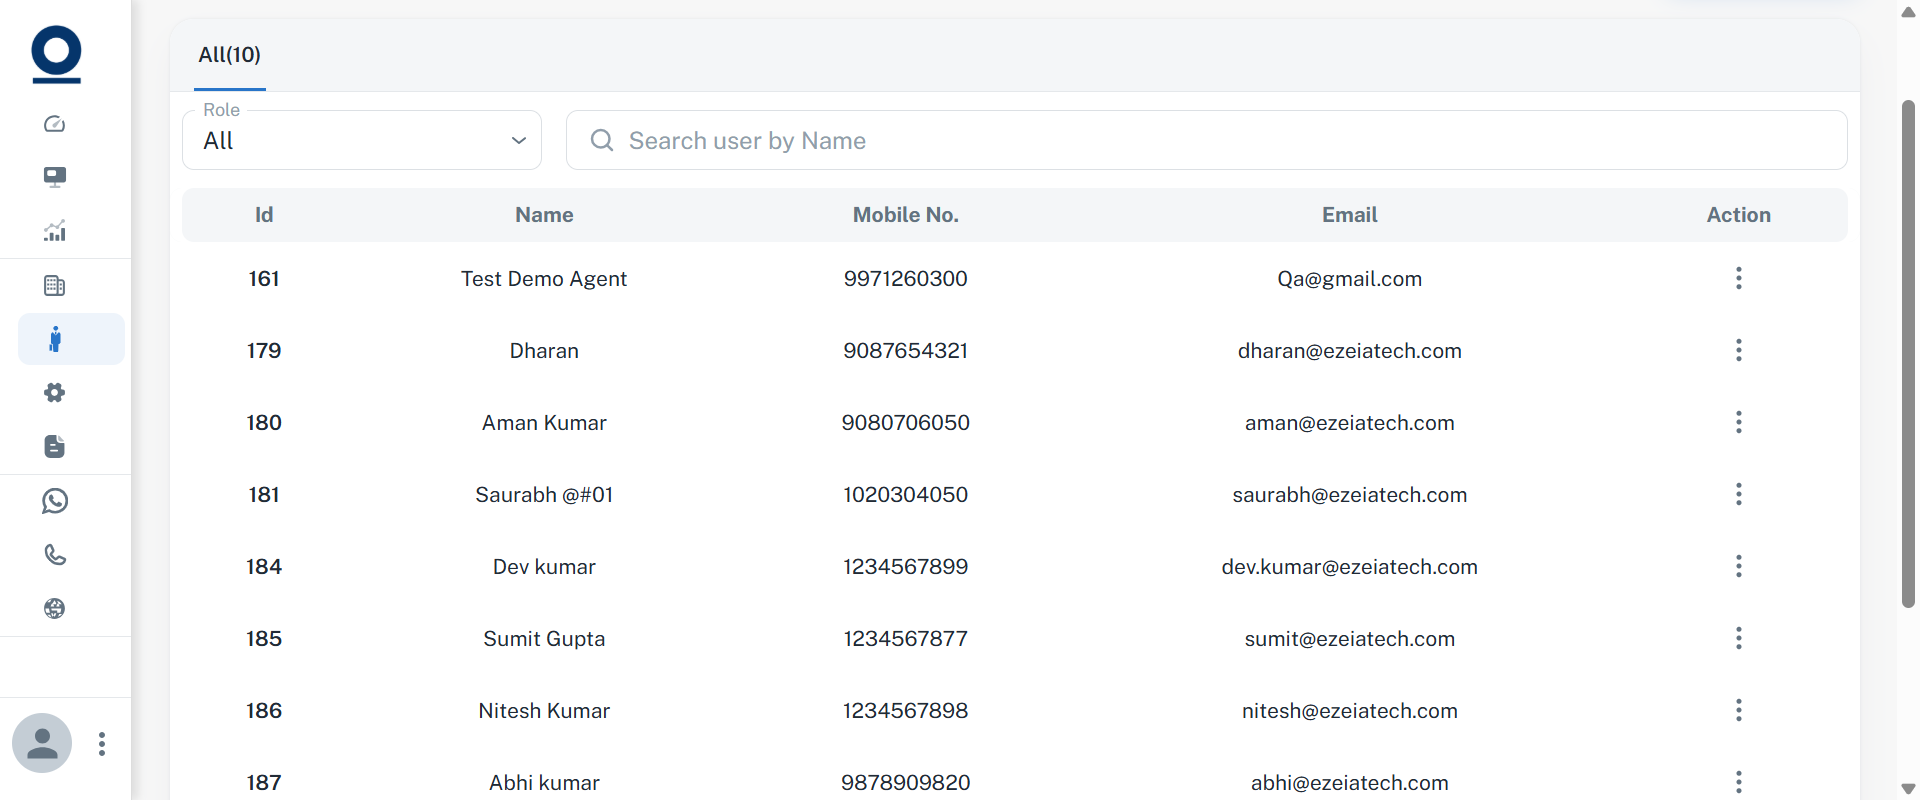 All(10)
Role
All
Search user by Name
Id Name Mobile No. Email Action
161 Test Demo Agent 9971260300 Qa@gmail.com
179 Dharan 9087654321 dharan@ezeiatech.com
180 Aman Kumar 9080706050 aman@ezeiatech.com
181 Saurabh @#01 1020304050 saurabh@ezeiatech.com
184 Dev kumar 1234567899 dev.kumar@ezeiatech.com
185 Sumit Gupta 1234567877 sumit@ezeiatech.com
186 Nitesh Kumar 1234567898 nitesh@ezeiatech.com
187 Abhi kumar 9878909820 abhi@ezeiatech.com